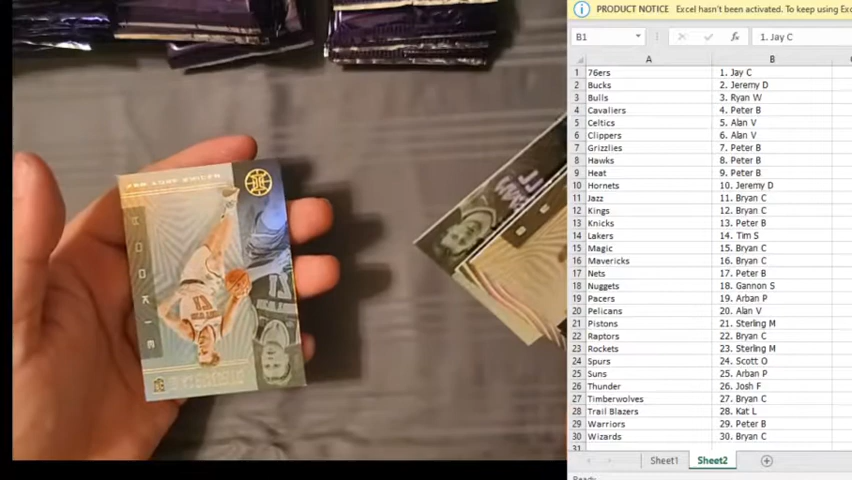 PRODUCT NOTICE Excel hasn't been activated. To keep using Exc
B1 fx 1. Jay C
A B
1 76ers 1. Jay C
2 Bucks 2. Jeremy D
3 Bulls 3. Ryan W
4 Cavaliers 4. Peter B
5 Celtics 5. Alan V
6 Clippers 6. Alan V
7 Grizzlies 7. Peter B
8 Hawks 8. Peter B
9 Heat 9. Peter B
10 Hornets 10. Jeremy D
11 Jazz 11. Bryan C
12 Kings 12. Bryan C
13 Knicks 13. Peter B
14 Lakers 14. Tim S
15 Magic 15. Bryan C
16 Mavericks 16. Bryan C
17 Nets 17. Peter B
18 Nuggets 18. Gannon S
19 Pacers 19. Arban P
20 Pelicans 20. Alan V
21 Pistons 21. Sterling M
22 Raptors 22. Bryan C
23 Rockets 23. Sterling M
24 Spurs 24. Scott O
25 Suns 25. Arban P
26 Thunder 26. Josh F
27 Timberwolves 27. Bryan C
28 Trail Blazers 28. Kat L
29 Warriors 29. Peter B
30 Wizards 30. Bryan C
31
Sheet1 Sheet2
Ready
ROOKIE